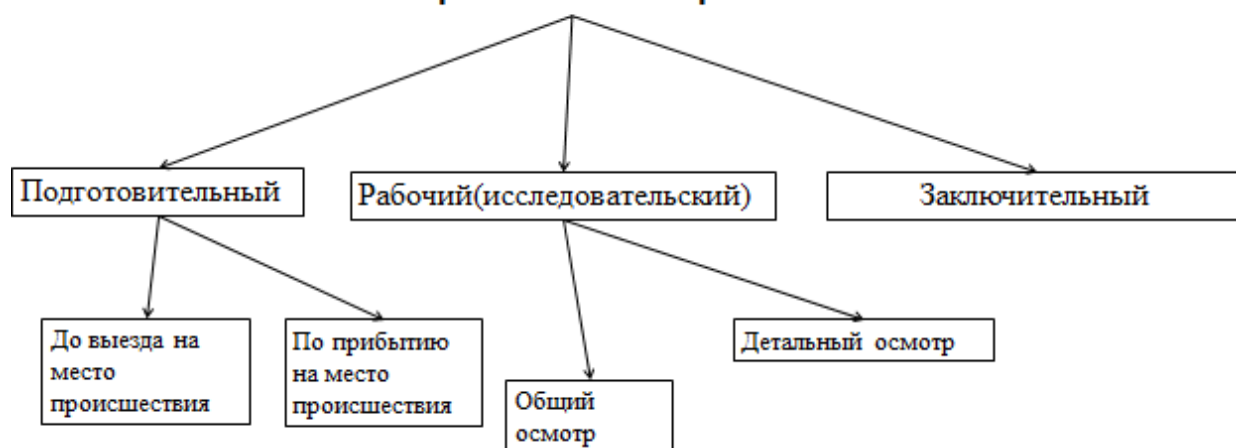 Подготовительный
Рабочий(исследовательский)
Заключительный
До выезда на
место
происшествия
По прибытию
на место
происшествия
Общий
осмотр
Детальный осмотр